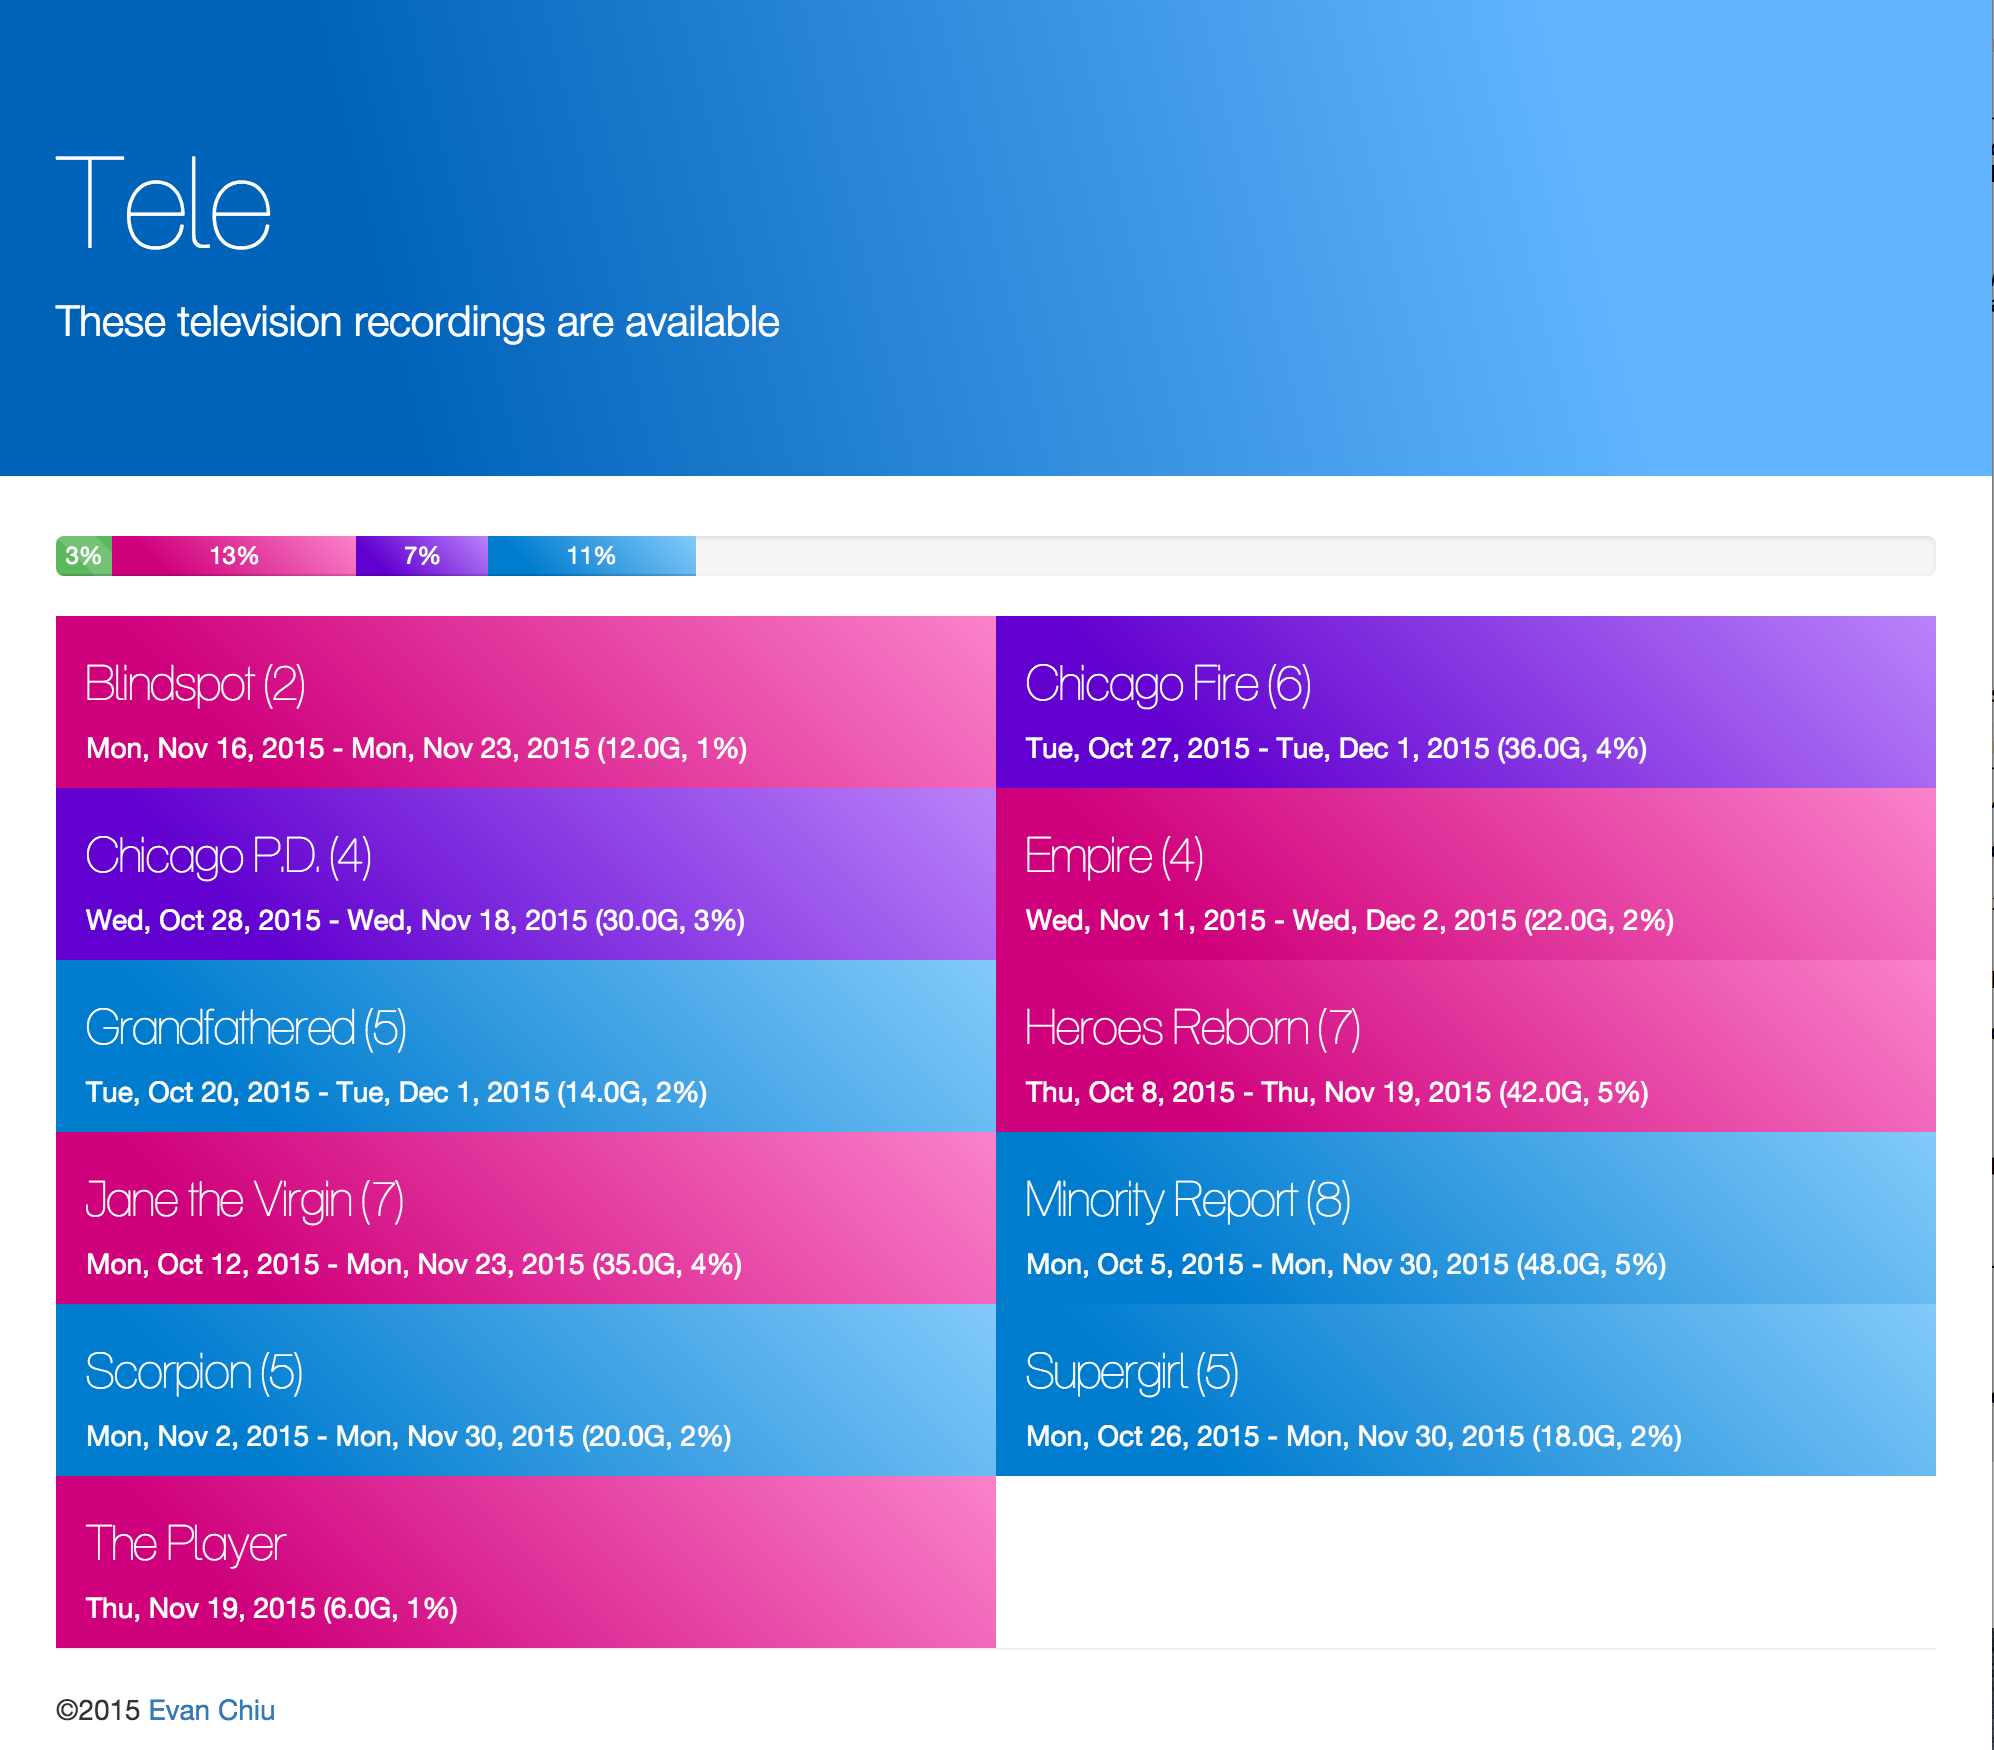 Tele
These television recordings are available
3% 13% 7% 11%
Blindspot (2)
Mon, Nov 16, 2015 - Mon, Nov 23, 2015 (12.0G, 1%)
Chicago Fire (6)
Tue, Oct 27, 2015 - Tue, Dec 1, 2015 (36.0G, 4%)
Chicago P.D. (4)
Wed, Oct 28, 2015 - Wed, Nov 18, 2015 (30.0G, 3%)
Empire (4)
Wed, Nov 11, 2015 - Wed, Dec 2, 2015 (22.0G, 2%)
Grandfathered (5)
Tue, Oct 20, 2015 - Tue, Dec 1, 2015 (14.0G, 2%)
Heroes Reborn (7)
Thu, Oct 8, 2015 - Thu, Nov 19, 2015 (42.0G, 5%)
Jane the Virgin (7)
Mon, Oct 12, 2015 - Mon, Nov 23, 2015 (35.0G, 4%)
Minority Report (8)
Mon, Oct 5, 2015 - Mon, Nov 30, 2015 (48.0G, 5%)
Scorpion (5)
Mon, Nov 2, 2015 - Mon, Nov 30, 2015 (20.0G, 2%)
Supergirl (5)
Mon, Oct 26, 2015 - Mon, Nov 30, 2015 (18.0G, 2%)
The Player
Thu, Nov 19, 2015 (6.0G, 1%)
©2015 Evan Chiu